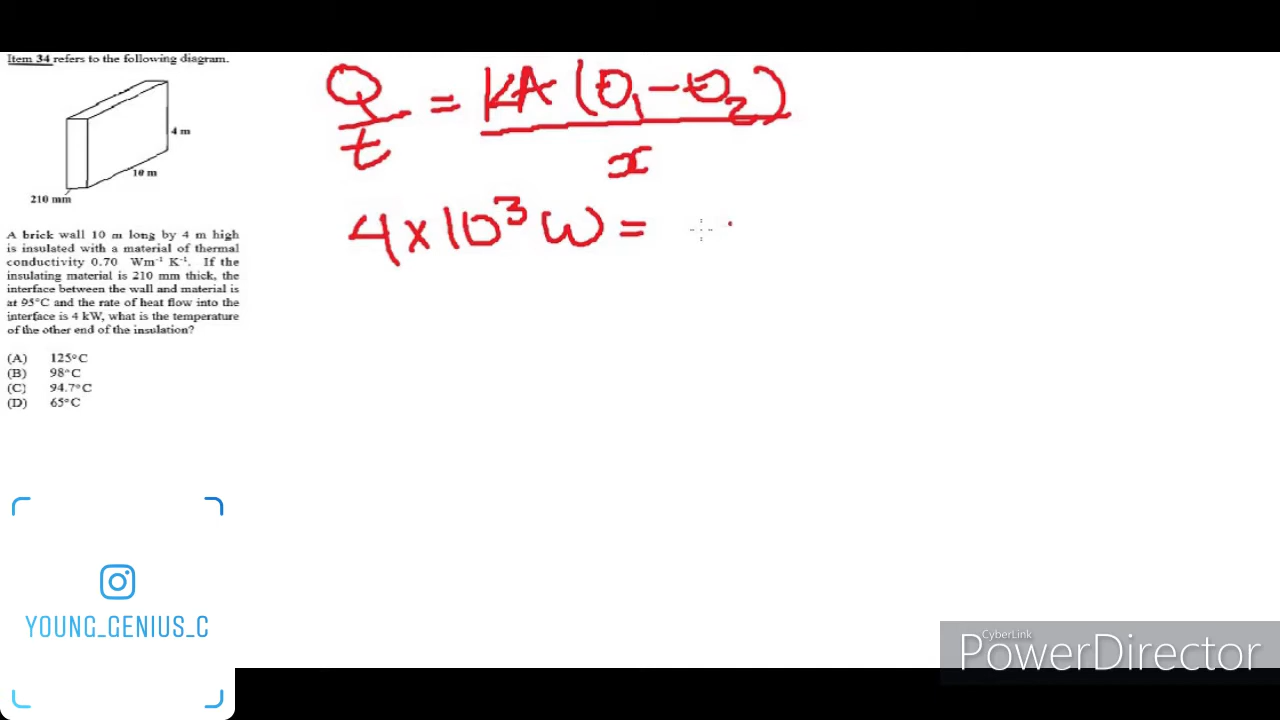 Item 34 refers to the following diagram.
4 m
10 m
210 mm
A brick wall 10 m long by 4 m high
is insulated with a material of thermal
conductivity 0.70 Wm⁻¹ K⁻¹. If the
insulating material is 210 mm thick, the
interface between the wall and material is
at 95°C and the rate of heat flow into the
interface is 4 kW, what is the temperature
of the other end of the insulation?
(A) 125°C
(B) 98°C
(C) 94.7°C
(D) 65°C
Q/t = kA(θ₁-θ₂)/x
4×10³ W =
YOUNG_GENIUS_C
CyberLink
PowerDirector